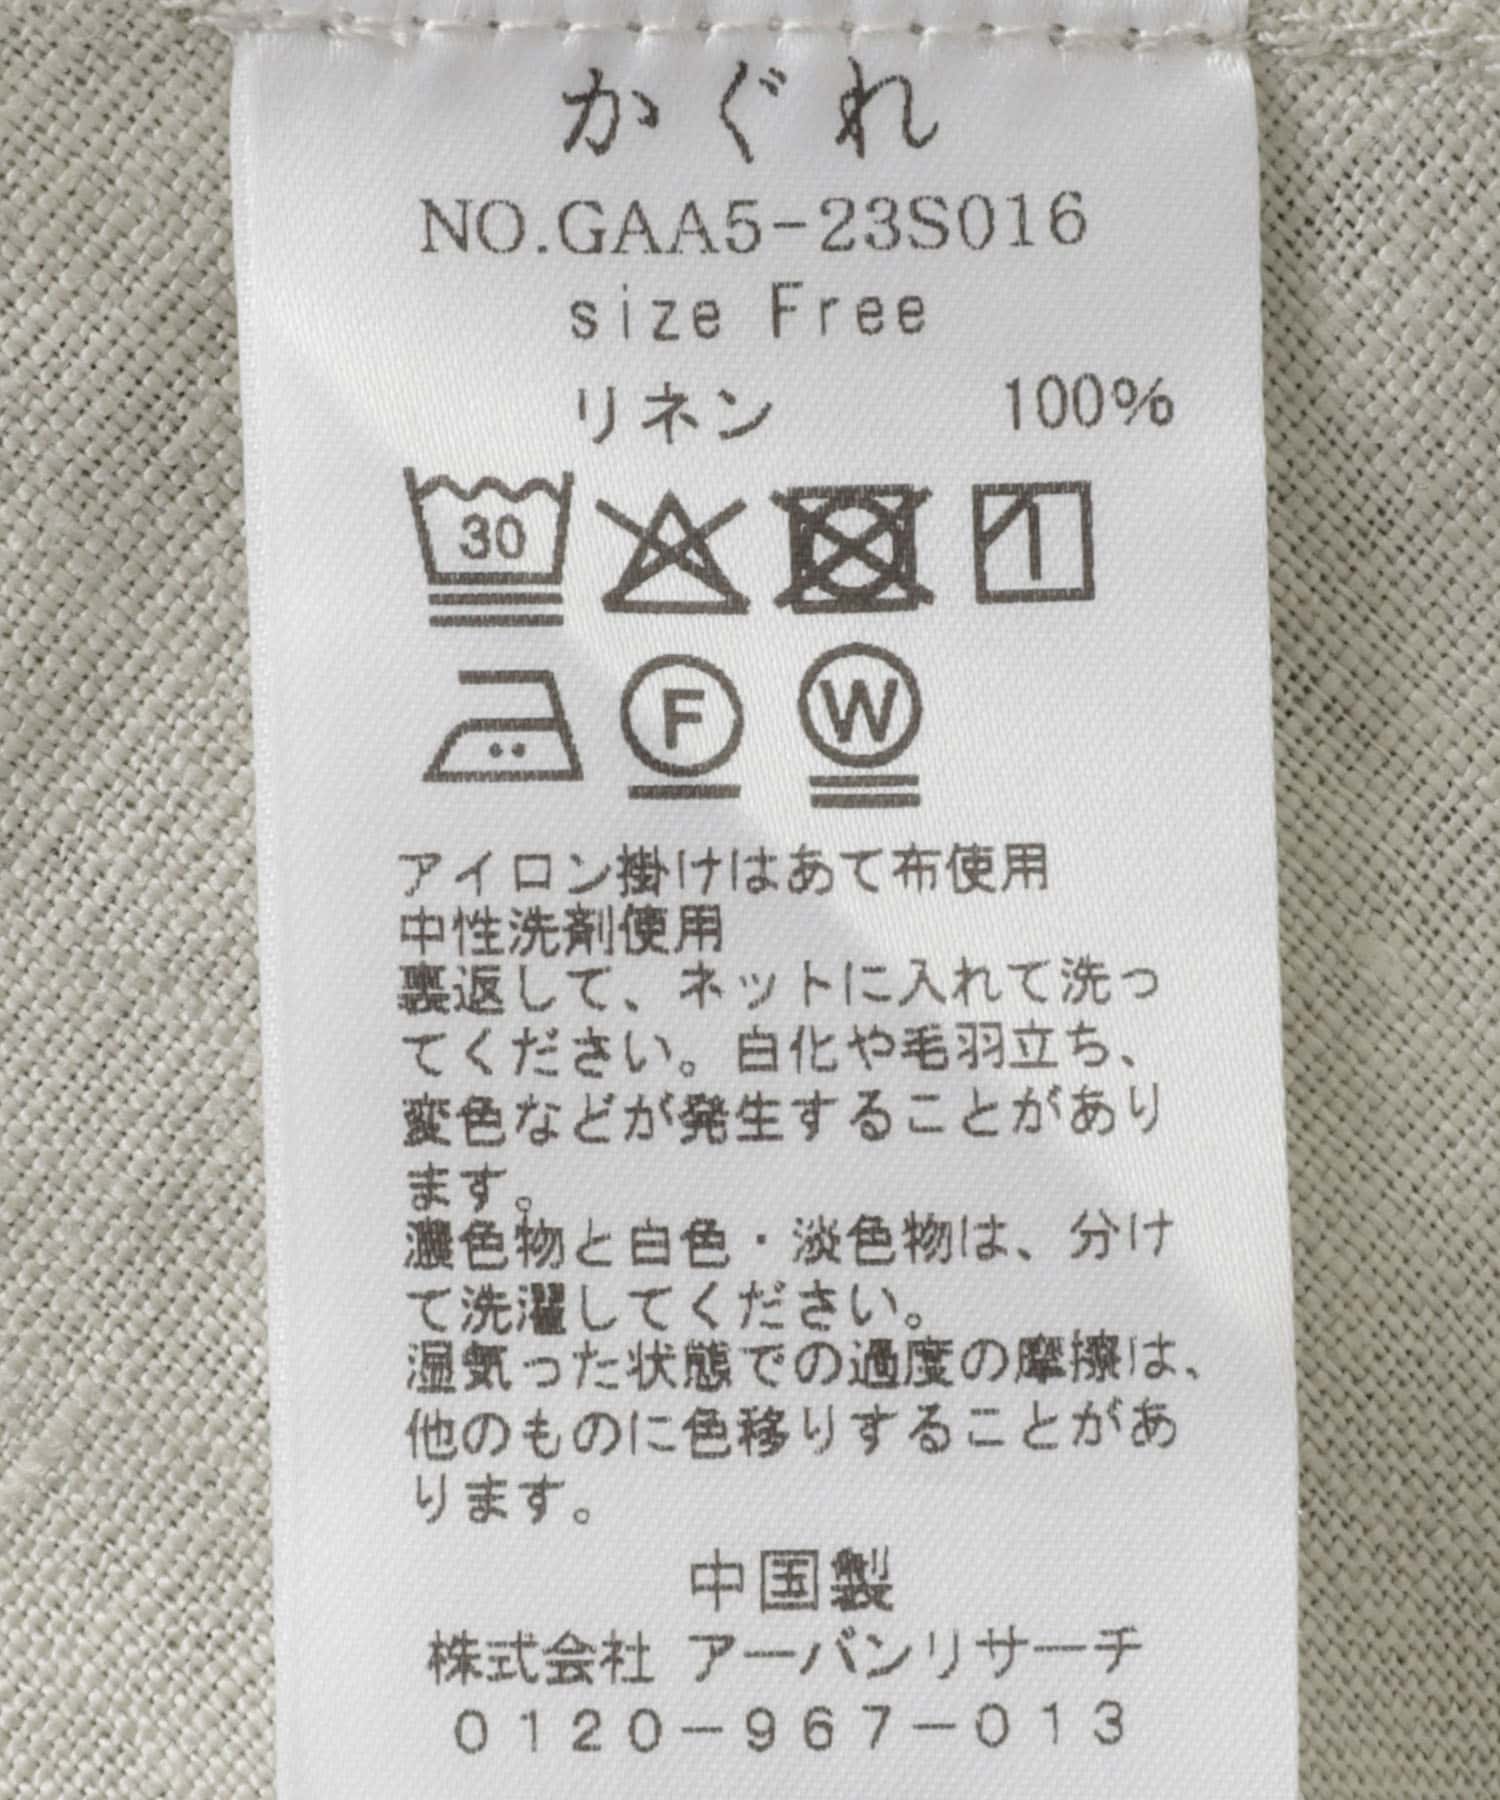 かぐれ
NO.GAA5-23S016
size Free
リネン 100%
30
F W
アイロン掛けはあて布使用
中性洗剤使用
裏返して、ネットに入れて洗っ
てください。白化や毛羽立ち、
変色などが発生することがあり
ます。
濃色物と白色・淡色物は、分け
て洗濯してください。
湿気った状態での過度の摩擦は、
他のものに色移りすることがあ
ります。
中国製
株式会社 アーバンリサーチ
0120-967-013